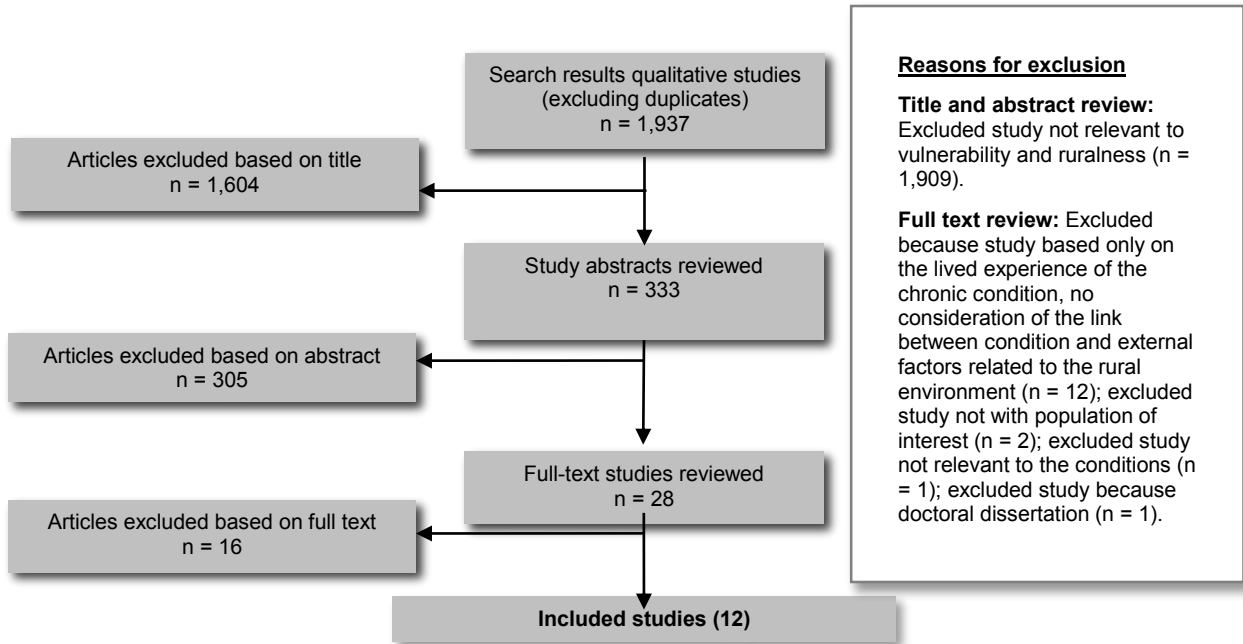 Search results qualitative studies
(excluding duplicates)
n = 1,937
Articles excluded based on title
n = 1,604
Study abstracts reviewed
n = 333
Articles excluded based on abstract
n = 305
Full-text studies reviewed
n = 28
Articles excluded based on full text
n = 16
Included studies (12)
Reasons for exclusion
Title and abstract review:
Excluded study not relevant to
vulnerability and ruralness (n =
1,909).
Full text review: Excluded
because study based only on
the lived experience of the
chronic condition, no
consideration of the link
between condition and external
factors related to the rural
environment (n = 12); excluded
study not with population of
interest (n = 2); excluded study
not relevant to the conditions (n
= 1); excluded study because
doctoral dissertation (n = 1).